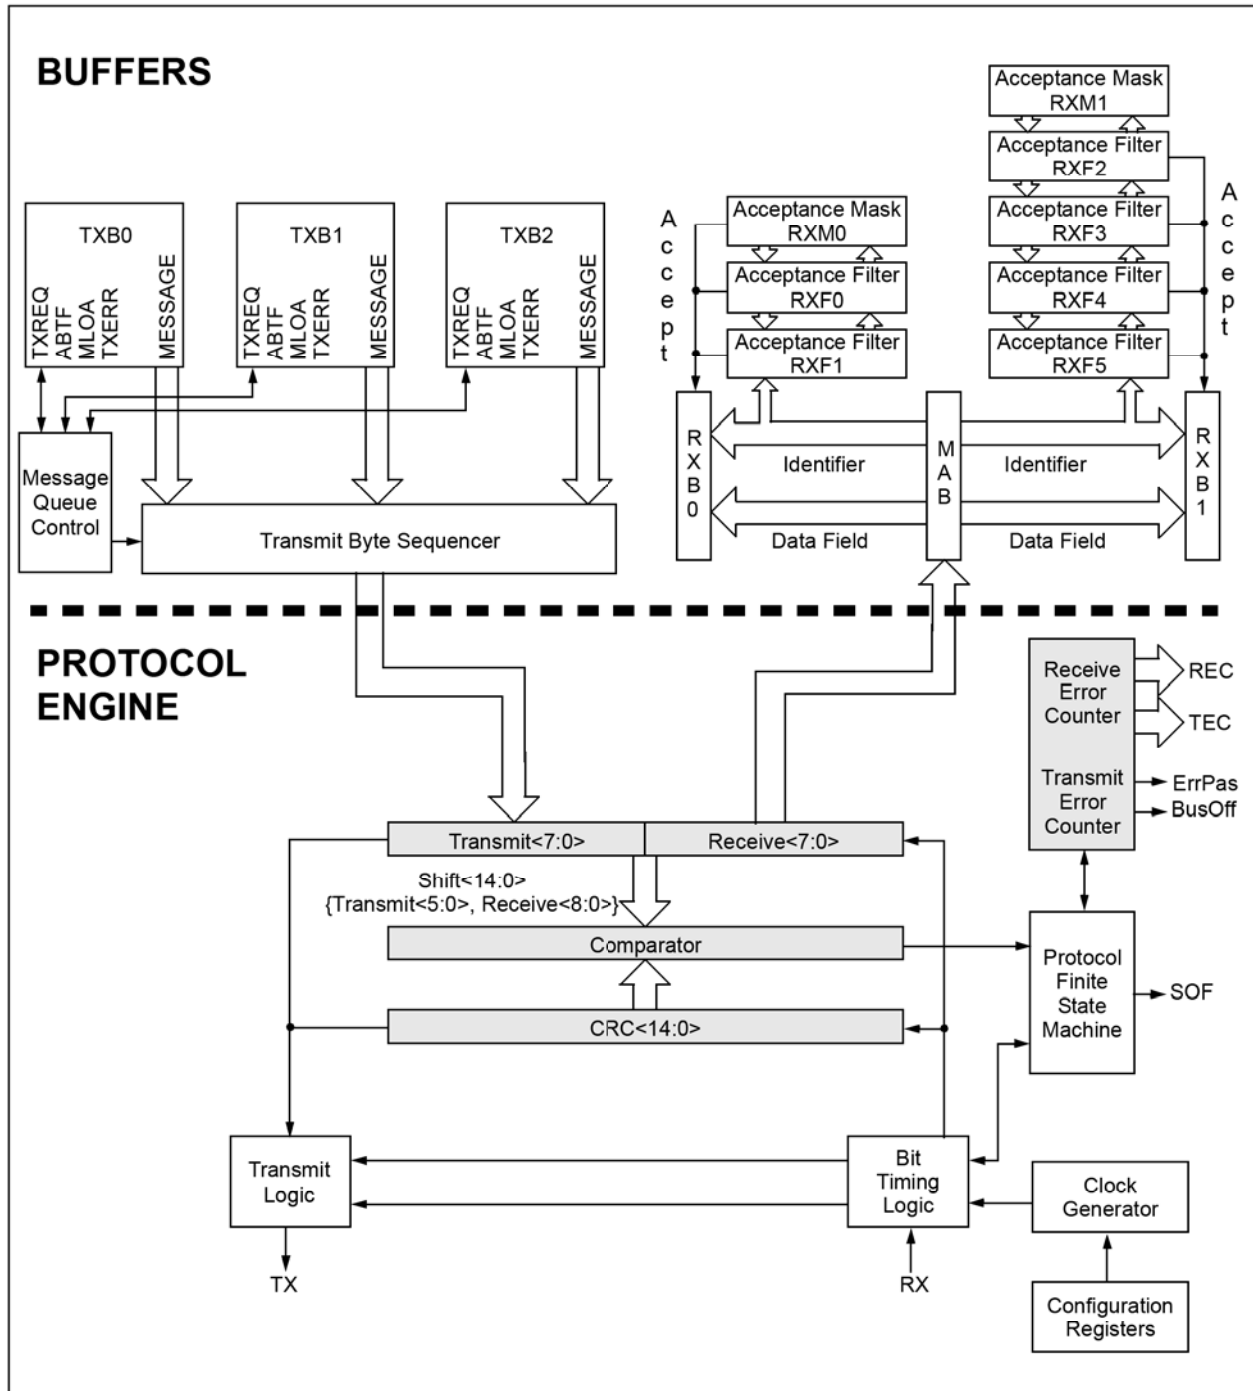 BUFFERS
Acceptance Mask
RXM1
Acceptance Filter
RXF2
Acceptance Filter
RXF3
Acceptance Filter
RXF4
Acceptance Filter
RXF5
Accept
Acceptance Mask
RXM0
Acceptance Filter
RXF0
Acceptance Filter
RXF1
Accept
TXB0
TXREQ
ABTF
MLOA
TXERR
MESSAGE
TXB1
TXREQ
ABTF
MLOA
TXERR
MESSAGE
TXB2
TXREQ
ABTF
MLOA
TXERR
MESSAGE
Message
Queue
Control
Transmit Byte Sequencer
RXB0
Identifier
Data Field
MAB
Identifier
Data Field
RXB1
PROTOCOL
ENGINE
Receive
Error
Counter
Transmit
Error
Counter
REC
TEC
ErrPas
BusOff
Transmit<7:0>
Receive<7:0>
Shift<14:0>
{Transmit<5:0>, Receive<8:0>}
Comparator
CRC<14:0>
Protocol
Finite
State
Machine
SOF
Transmit
Logic
Bit
Timing
Logic
Clock
Generator
TX
RX
Configuration
Registers